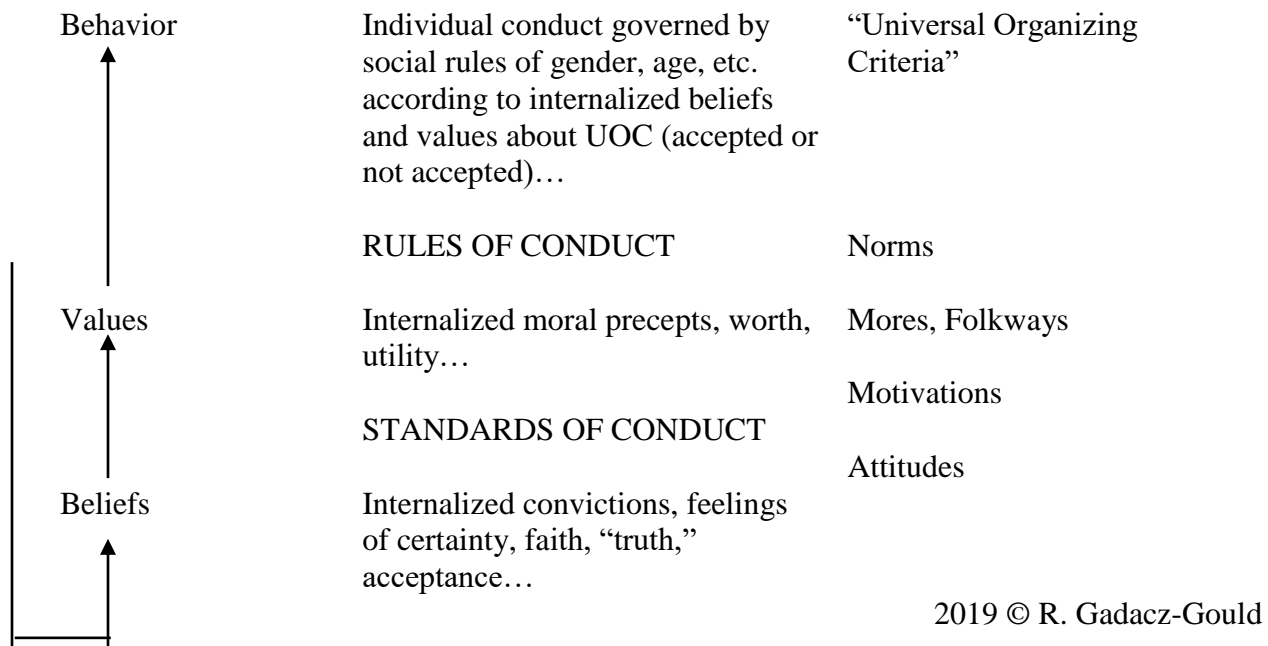 Behavior Individual conduct governed by “Universal Organizing
social rules of gender, age, etc. Criteria”
according to internalized beliefs
and values about UOC (accepted or
not accepted)…
RULES OF CONDUCT Norms
Values Internalized moral precepts, worth, Mores, Folkways
utility…
Motivations
STANDARDS OF CONDUCT
Attitudes
Beliefs Internalized convictions, feelings
of certainty, faith, “truth,”
acceptance…
2019 © R. Gadacz-Gould